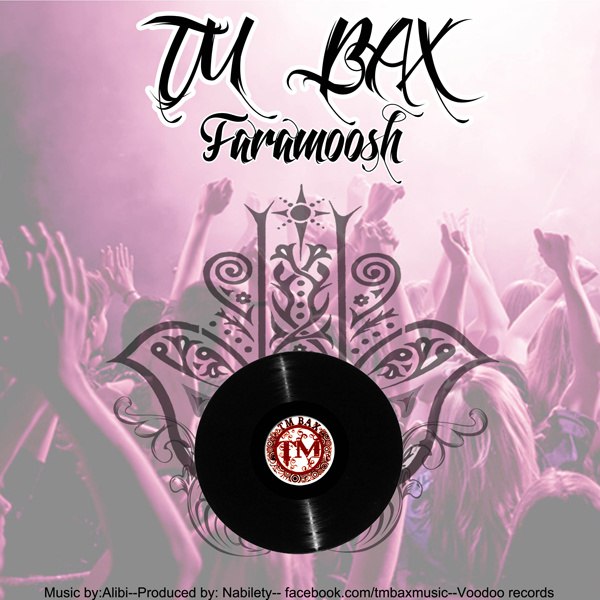 TM BAX
Faramoosh
TM BAX
TM
Music by:Alibi--Produced by: Nabilety-- facebook.com/tmbaxmusic--Voodoo records